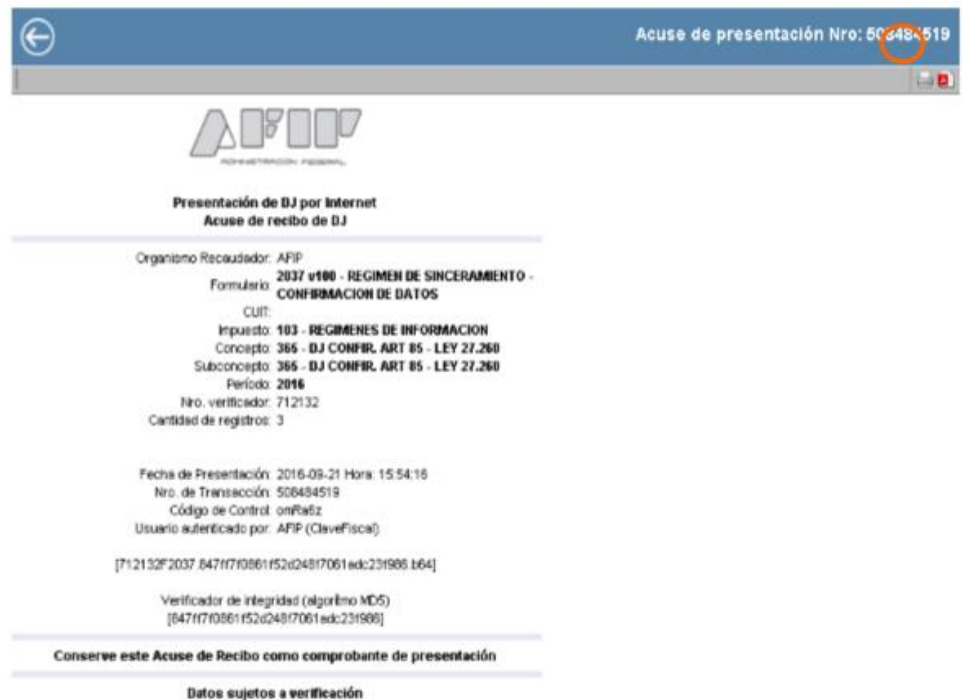 Acuse de presentación Nro: 508484519
AFIP
ADMINISTRACION FEDERAL
Presentación de DJ por Internet
Acuse de recibo de DJ
Organismo Recaudador: AFIP
Formulario: 2037 v100 - REGIMEN DE SINCERAMIENTO -
CONFIRMACION DE DATOS
CUIT:
Impuesto: 103 - REGIMENES DE INFORMACION
Concepto: 365 - DJ CONFIR. ART 85 - LEY 27.260
Subconcepto: 365 - DJ CONFIR. ART 85 - LEY 27.260
Período: 2016
Nro. verificador: 712132
Cantidad de registros: 3
Fecha de Presentación: 2016-09-21 Hora: 15:54:16
Nro. de Transacción: 508484519
Código de Control:
Usuario autenticado por: AFIP (ClaveFiscal)
Verificador de integridad (algoritmo MD5)
Conserve este Acuse de Recibo como comprobante de presentación
Datos sujetos a verificación